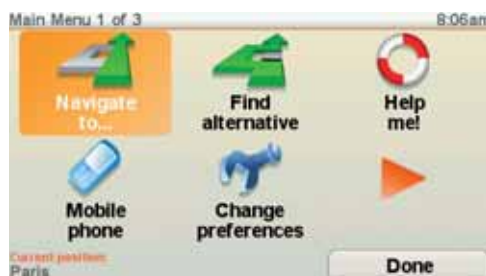 Main Menu 1 of 3
8:06am
Navigate
to...
Find
alternative
Help
me!
Mobile
phone
Change
preferences
Current position:
Paris
Done